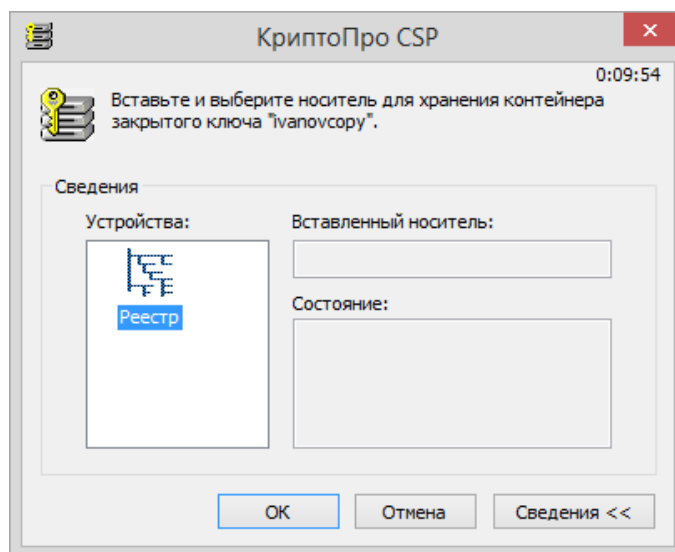 КриптоПро CSP
0:09:54
Вставьте и выберите носитель для хранения контейнера
закрытого ключа "ivanovcopy".
Сведения
Устройства:
Реестр
Вставленный носитель:
Состояние:
ОК
Отмена
Сведения <<